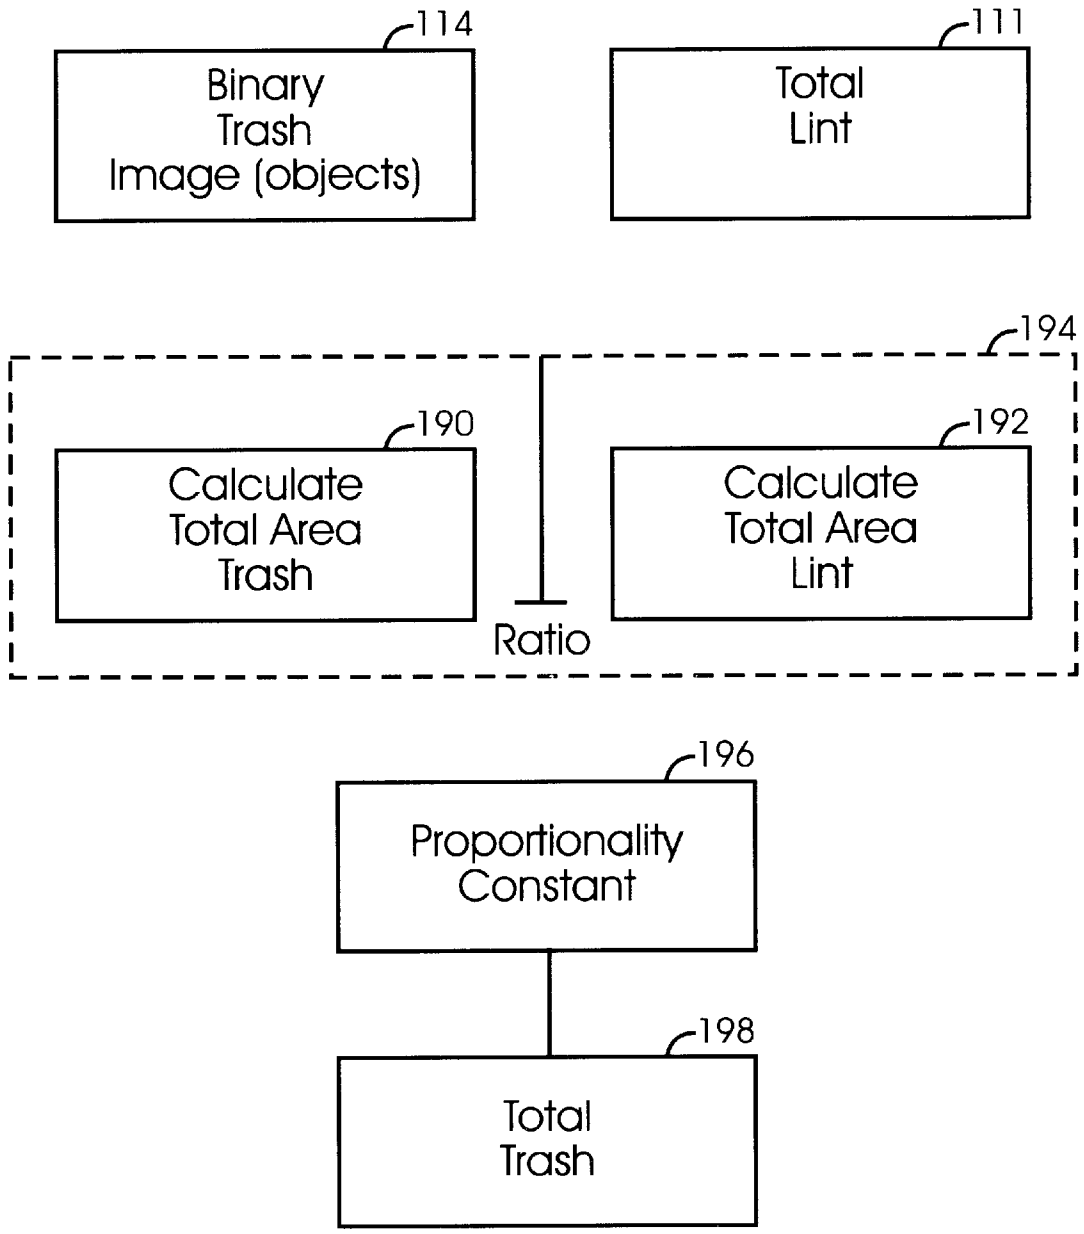 114
Binary
Trash
Image (objects)
111
Total
Lint
194
190
Calculate
Total Area
Trash
192
Calculate
Total Area
Lint
Ratio
196
Proportionality
Constant
198
Total
Trash